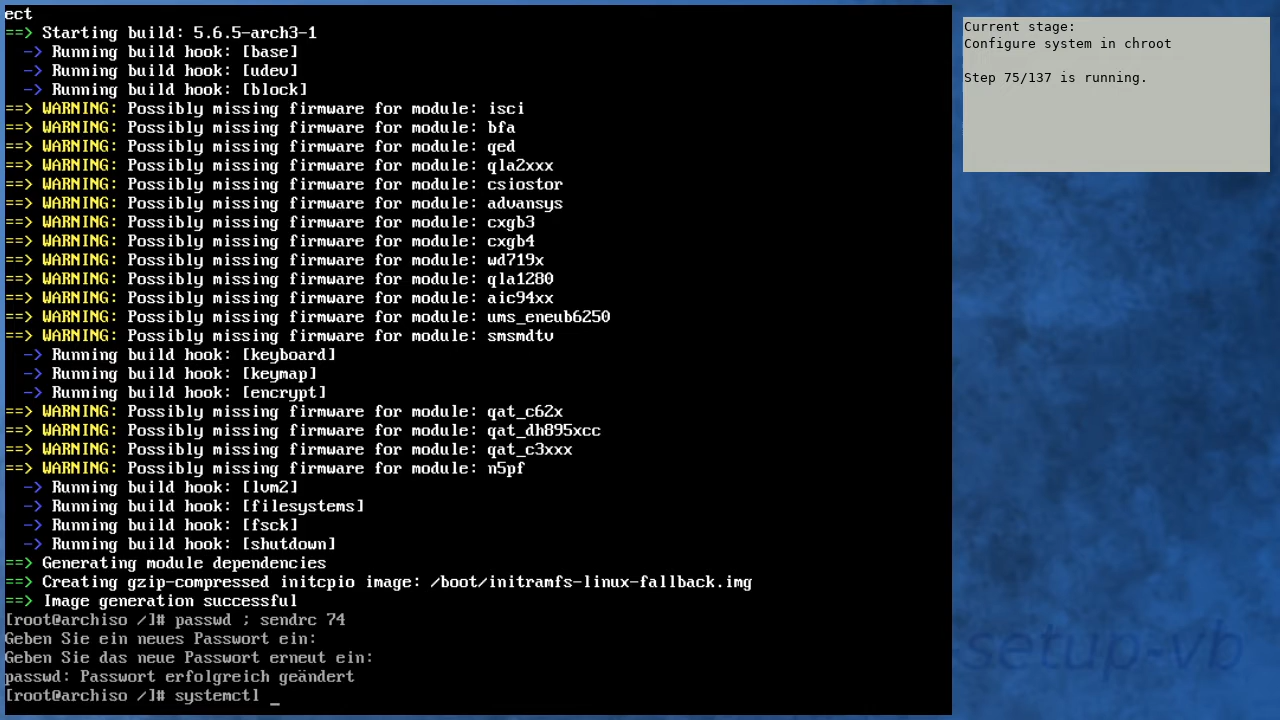 ect
==> Starting build: 5.6.5-arch3-1
-> Running build hook: [base]
-> Running build hook: [udev]
-> Running build hook: [block]
==> WARNING: Possibly missing firmware for module: isci
==> WARNING: Possibly missing firmware for module: bfa
==> WARNING: Possibly missing firmware for module: qed
==> WARNING: Possibly missing firmware for module: qla2xxx
==> WARNING: Possibly missing firmware for module: csiostor
==> WARNING: Possibly missing firmware for module: advansys
==> WARNING: Possibly missing firmware for module: cxgb3
==> WARNING: Possibly missing firmware for module: cxgb4
==> WARNING: Possibly missing firmware for module: wd719x
==> WARNING: Possibly missing firmware for module: qla1280
==> WARNING: Possibly missing firmware for module: aic94xx
==> WARNING: Possibly missing firmware for module: ums_eneub6250
==> WARNING: Possibly missing firmware for module: smsmdtv
-> Running build hook: [keyboard]
-> Running build hook: [keymap]
-> Running build hook: [encrypt]
==> WARNING: Possibly missing firmware for module: qat_c62x
==> WARNING: Possibly missing firmware for module: qat_dh895xcc
==> WARNING: Possibly missing firmware for module: qat_c3xxx
==> WARNING: Possibly missing firmware for module: n5pf
-> Running build hook: [lvm2]
-> Running build hook: [filesystems]
-> Running build hook: [fsck]
-> Running build hook: [shutdown]
==> Generating module dependencies
==> Creating gzip-compressed initcpio image: /boot/initramfs-linux-fallback.img
==> Image generation successful
[root@archiso /]# passwd ; sendrc 74
Geben Sie ein neues Passwort ein:
Geben Sie das neue Passwort erneut ein:
passwd: Passwort erfolgreich geändert
[root@archiso /]# systemctl _
Current stage:
Configure system in chroot
Step 75/137 is running.
setup-vb